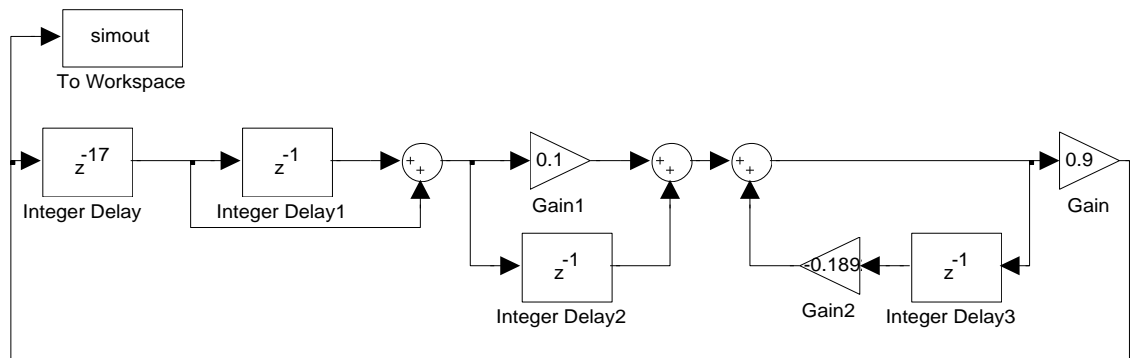 simout
To Workspace
z-17
Integer Delay
z-1
Integer Delay1
+
+
0.1
Gain1
z-1
Integer Delay2
+
+
+
+
0.9
Gain
-0.189
Gain2
z-1
Integer Delay3